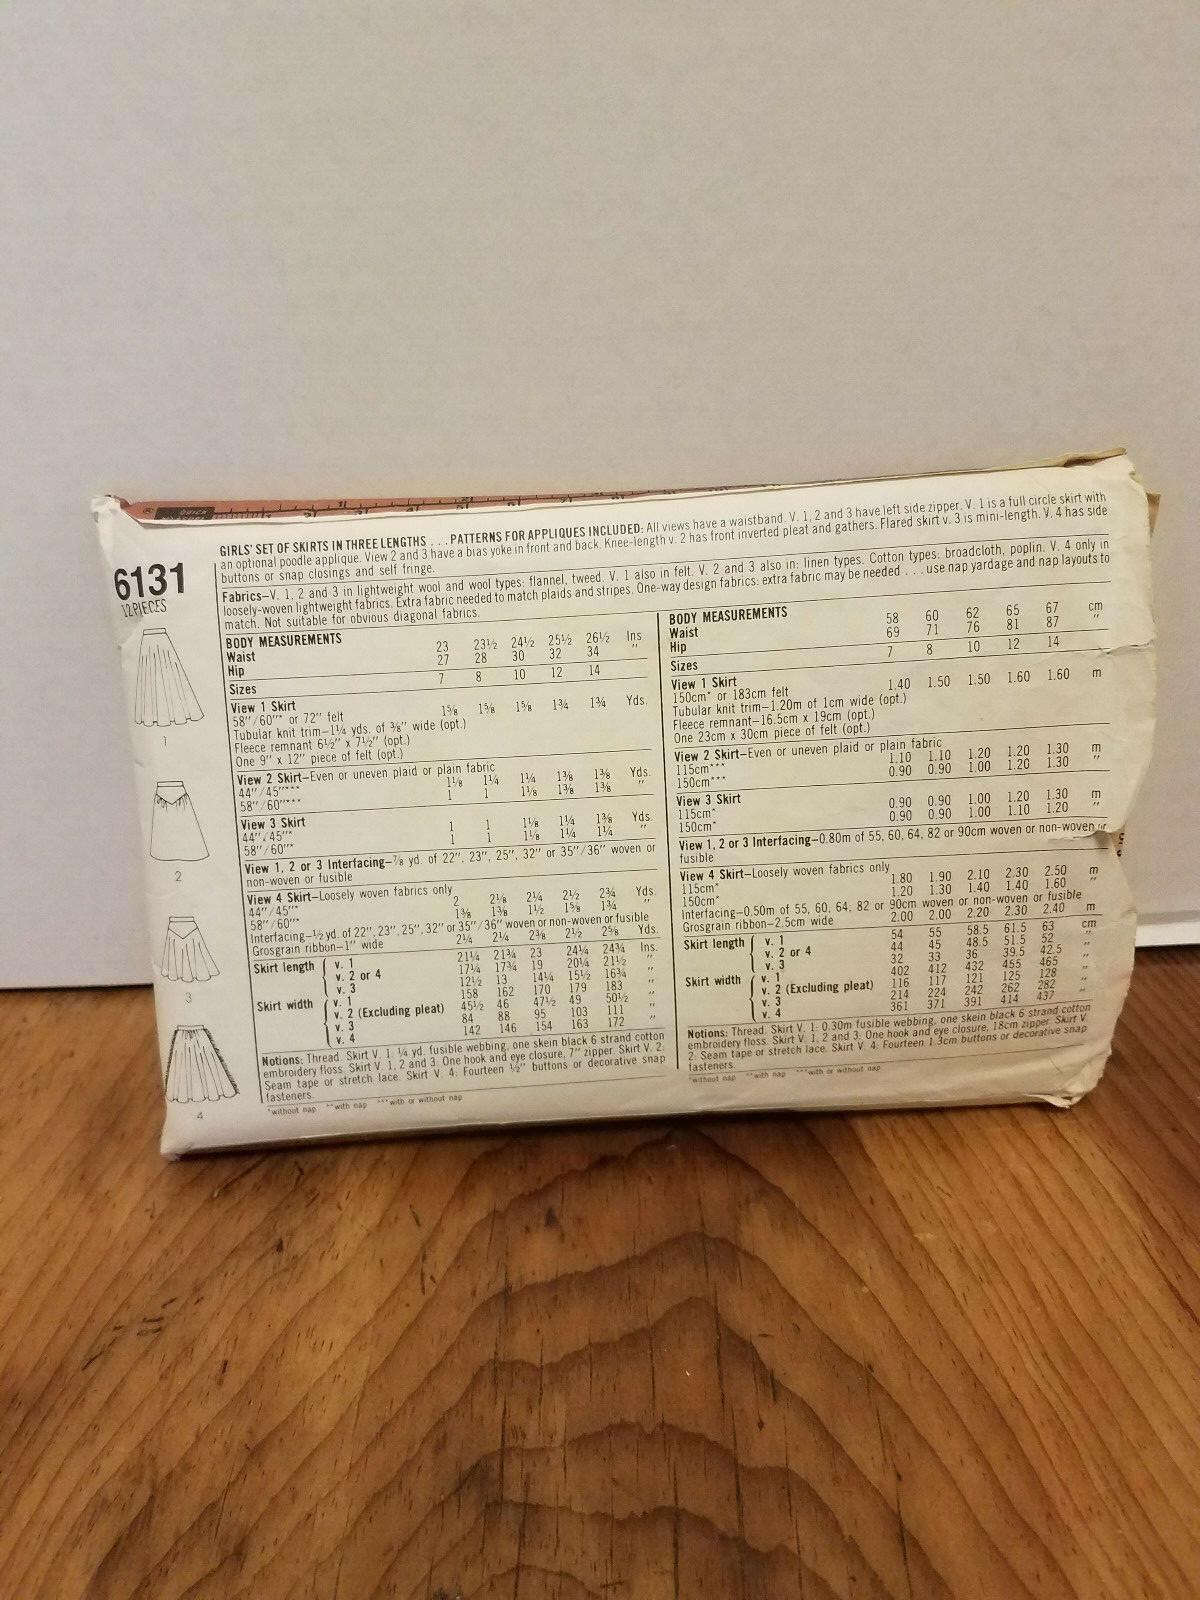 QUICK
6131
12 PIECES
1
2
3
4
GIRLS' SET OF SKIRTS IN THREE LENGTHS . . . PATTERNS FOR APPLIQUES INCLUDED: All views have a waistband. V. 1, 2 and 3 have left side zipper. V. 1 is a full circle skirt with
an optional poodle applique. View 2 and 3 have a bias yoke in front and back. Knee-length v. 2 has front inverted pleat and gathers. Flared skirt v. 3 is mini-length. V. 4 has side
buttons or snap closings and self fringe.
Fabrics–V. 1, 2 and 3 in lightweight wool and wool types: flannel, tweed. V. 1 also in felt. V. 2 and 3 also in: linen types. Cotton types: broadcloth, poplin. V. 4 only in
loosely-woven lightweight fabrics. Extra fabric needed to match plaids and stripes. One-way design fabrics: extra fabric may be needed . . . use nap yardage and nap layouts to
match. Not suitable for obvious diagonal fabrics.
BODY MEASUREMENTS
Waist 23 23½ 24½ 25½ 26½ Ins
Hip 27 28 30 32 34 "
Sizes 7 8 10 12 14
View 1 Skirt
58"/60"* or 72" felt 1⅝ 1⅝ 1⅝ 1¾ 1¾ Yds.
Tubular knit trim–1¼ yds. of ⅜" wide (opt.)
Fleece remnant 6½" x 7½" (opt.)
One 9" x 12" piece of felt (opt.)
View 2 Skirt–Even or uneven plaid or plain fabric
44"/45"*** 1⅛ 1¼ 1¼ 1⅜ 1⅜ Yds.
58"/60"*** 1 1 1⅛ 1⅜ 1⅜ "
View 3 Skirt
44"/45"* 1 1 1⅛ 1¼ 1⅜ Yds.
58"/60"* 1 1 1⅛ 1¼ 1¼ "
View 1, 2 or 3 Interfacing–⅞ yd. of 22", 23", 25", 32" or 35"/36" woven or
non-woven or fusible
View 4 Skirt–Loosely woven fabrics only
44"/45"* 2 2⅛ 2¼ 2½ 2¾ Yds.
58"/60"* 1⅜ 1⅜ 1½ 1⅝ 1¾ "
Interfacing–½ yd. of 22", 23", 25", 32" or 35"/36" woven or non-woven or fusible
Grosgrain ribbon–1" wide 2¼ 2¼ 2⅜ 2½ 2⅝ Yds.
Skirt length v. 1 21¼ 21¾ 23 24¼ 24¾ Ins.
v. 2 or 4 17¼ 17¾ 19 20¼ 21½ "
v. 3 12½ 13 14¼ 15½ 16¾ "
Skirt width v. 1 158 162 170 179 183 "
v. 2 (Excluding pleat) 45½ 46 47½ 49 50½ "
v. 3 84 88 95 103 111 "
v. 4 142 146 154 163 172 "
Notions: Thread. Skirt V. 1: ¼ yd. fusible webbing, one skein black 6 strand cotton
embroidery floss. Skirt V. 1, 2 and 3: One hook and eye closure, 7" zipper. Skirt V. 2:
Seam tape or stretch lace. Skirt V. 4: Fourteen ½" buttons or decorative snap
fasteners.
*without nap **with nap ***with or without nap
BODY MEASUREMENTS
Waist 58 60 62 65 67 cm
Hip 69 71 76 81 87 "
Sizes 7 8 10 12 14
View 1 Skirt
150cm* or 183cm felt 1.40 1.50 1.50 1.60 1.60 m
Tubular knit trim–1.20m of 1cm wide (opt.)
Fleece remnant–16.5cm x 19cm (opt.)
One 23cm x 30cm piece of felt (opt.)
View 2 Skirt–Even or uneven plaid or plain fabric
115cm*** 1.10 1.10 1.20 1.20 1.30 m
150cm*** 0.90 0.90 1.00 1.20 1.30 "
View 3 Skirt
115cm* 0.90 0.90 1.00 1.20 1.30 m
150cm* 0.90 0.90 1.00 1.10 1.20 "
View 1, 2 or 3 Interfacing–0.80m of 55, 60, 64, 82 or 90cm woven or non-woven or
fusible
View 4 Skirt–Loosely woven fabrics only
115cm* 1.80 1.90 2.10 2.30 2.50 m
150cm* 1.20 1.30 1.40 1.40 1.60 "
Interfacing–0.50m of 55, 60, 64, 82 or 90cm woven or non-woven or fusible
Grosgrain ribbon–2.5cm wide 2.00 2.00 2.20 2.30 2.40 m
Skirt length v. 1 54 55 58.5 61.5 63 cm
v. 2 or 4 44 45 48.5 51.5 52 "
v. 3 32 33 36 39.5 42.5 "
Skirt width v. 1 402 412 432 455 465 "
v. 2 (Excluding pleat) 116 117 121 125 128 "
v. 3 214 224 242 262 282 "
v. 4 361 371 391 414 437 "
Notions: Thread. Skirt V. 1: 0.30m fusible webbing, one skein black 6 strand cotton
embroidery floss. Skirt V. 1, 2 and 3: One hook and eye closure, 18cm zipper. Skirt V.
2: Seam tape or stretch lace. Skirt V. 4: Fourteen 1.3cm buttons or decorative snap
fasteners.
*without nap **with nap ***with or without nap